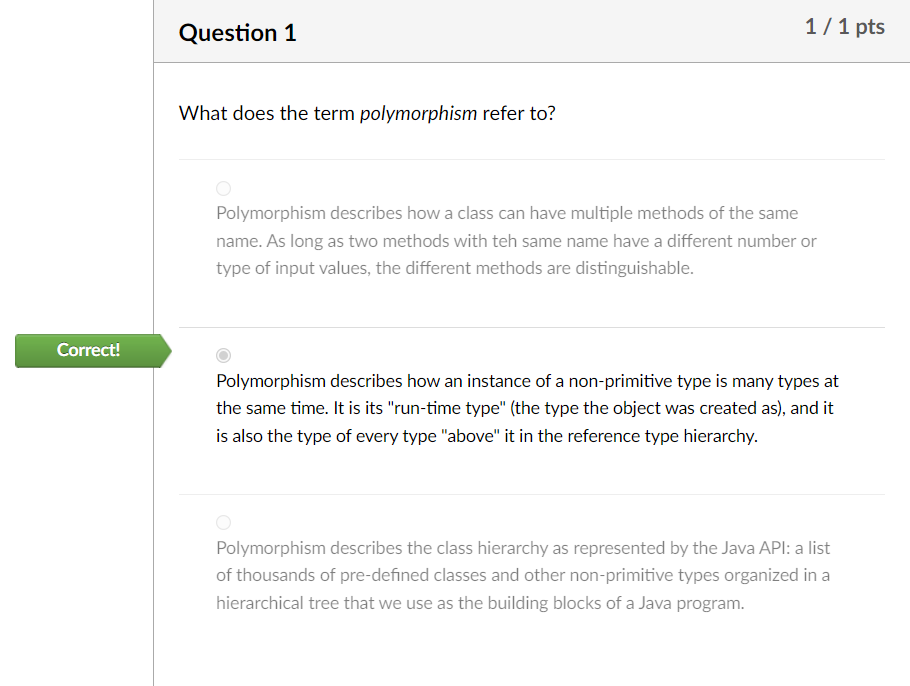 Question 1
1 / 1 pts
What does the term polymorphism refer to?
Polymorphism describes how a class can have multiple methods of the same
name. As long as two methods with teh same name have a different number or
type of input values, the different methods are distinguishable.
Correct!
Polymorphism describes how an instance of a non-primitive type is many types at
the same time. It is its "run-time type" (the type the object was created as), and it
is also the type of every type "above" it in the reference type hierarchy.
Polymorphism describes the class hierarchy as represented by the Java API: a list
of thousands of pre-defined classes and other non-primitive types organized in a
hierarchical tree that we use as the building blocks of a Java program.